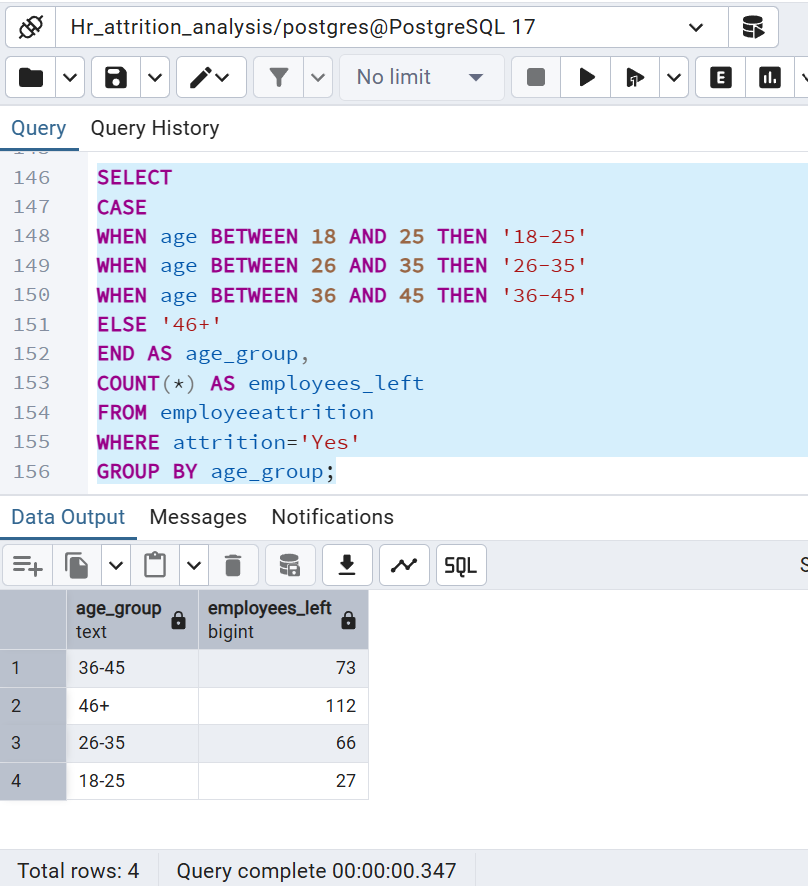 Hr_attrition_analysis/postgres@PostgreSQL 17
No limit
E
Query Query History
146 SELECT
147 CASE
148 WHEN age BETWEEN 18 AND 25 THEN '18-25'
149 WHEN age BETWEEN 26 AND 35 THEN '26-35'
150 WHEN age BETWEEN 36 AND 45 THEN '36-45'
151 ELSE '46+'
152 END AS age_group,
153 COUNT(*) AS employees_left
154 FROM employeeattrition
155 WHERE attrition='Yes'
156 GROUP BY age_group;
Data Output Messages Notifications
SQL S
age_group employees_left
text bigint
1 36-45 73
2 46+ 112
3 26-35 66
4 18-25 27
Total rows: 4 Query complete 00:00:00.347